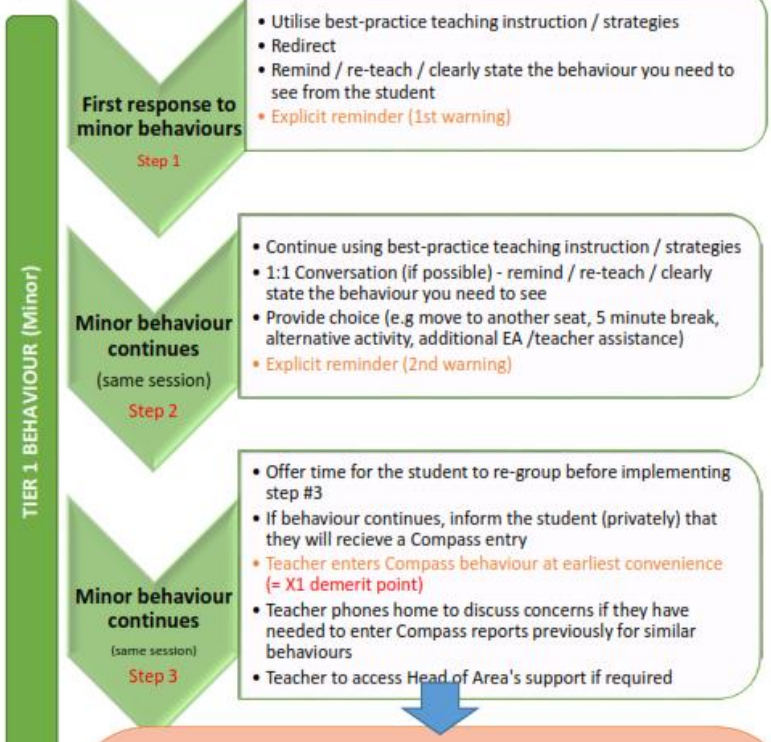 TIER 1 BEHAVIOUR (Minor)
First response to
minor behaviours
Step 1
• Utilise best-practice teaching instruction / strategies
• Redirect
• Remind / re-teach / clearly state the behaviour you need to
see from the student
• Explicit reminder (1st warning)
Minor behaviour
continues
(same session)
Step 2
• Continue using best-practice teaching instruction / strategies
• 1:1 Conversation (if possible) - remind / re-teach / clearly
state the behaviour you need to see
• Provide choice (e.g move to another seat, 5 minute break,
alternative activity, additional EA /teacher assistance)
• Explicit reminder (2nd warning)
Minor behaviour
continues
(same session)
Step 3
• Offer time for the student to re-group before implementing
step #3
• If behaviour continues, inform the student (privately) that
they will recieve a Compass entry
• Teacher enters Compass behaviour at earliest convenience
(= X1 demerit point)
• Teacher phones home to discuss concerns if they have
needed to enter Compass reports previously for similar
behaviours
• Teacher to access Head of Area's support if required